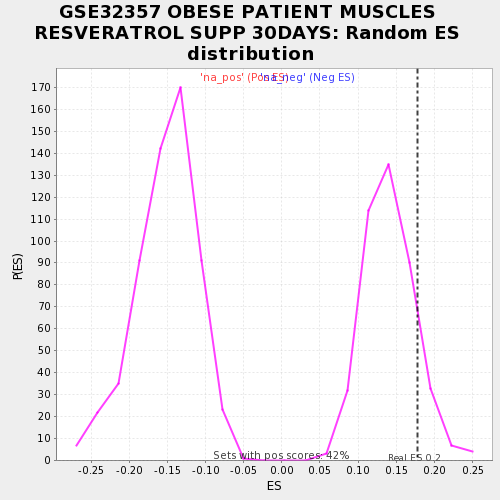 GSE32357 OBESE PATIENT MUSCLES
RESVERATROL SUPP 30DAYS: Random ES
distribution
'na_pos' (Pos ES)
'na_neg' (Neg ES)
P(ES)
170
160
150
140
130
120
110
100
90
80
70
60
50
40
30
20
10
0
Sets with pos scores: 42%
Real ES 0.2
-0.25 -0.20 -0.15 -0.10 -0.05 0.00 0.05 0.10 0.15 0.20 0.25
ES